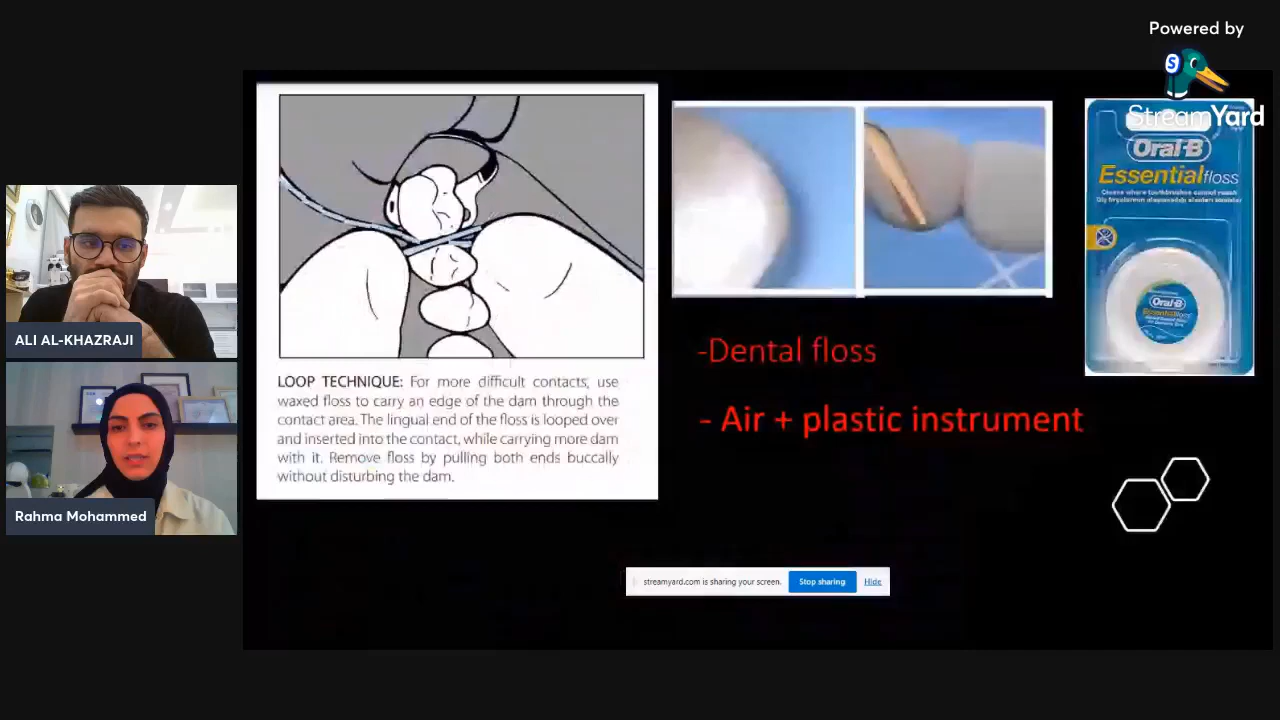 Powered by
StreamYard
LOOP TECHNIQUE: For more difficult contacts, use
waxed floss to carry an edge of the dam through the
contact area. The lingual end of the floss is looped over
and inserted into the contact, while carrying more dam
with it. Remove floss by pulling both ends buccally
without disturbing the dam.
Oral-B
Essentialfloss
Cleans where toothbrushes cannot reach
Oral-B
Essentialfloss
-Dental floss
- Air + plastic instrument
ALI AL-KHAZRAJI
Rahma Mohammed
streamyard.com is sharing your screen.
Stop sharing
Hide